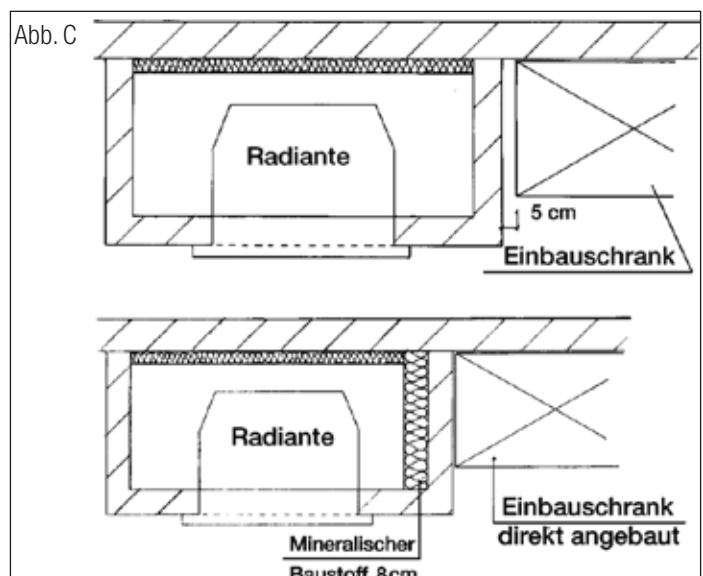 Abb. C
Radiante
5 cm
Einbauschrank
Radiante
Einbauschrank
direkt angebaut
Mineralischer
Baustoff 8cm